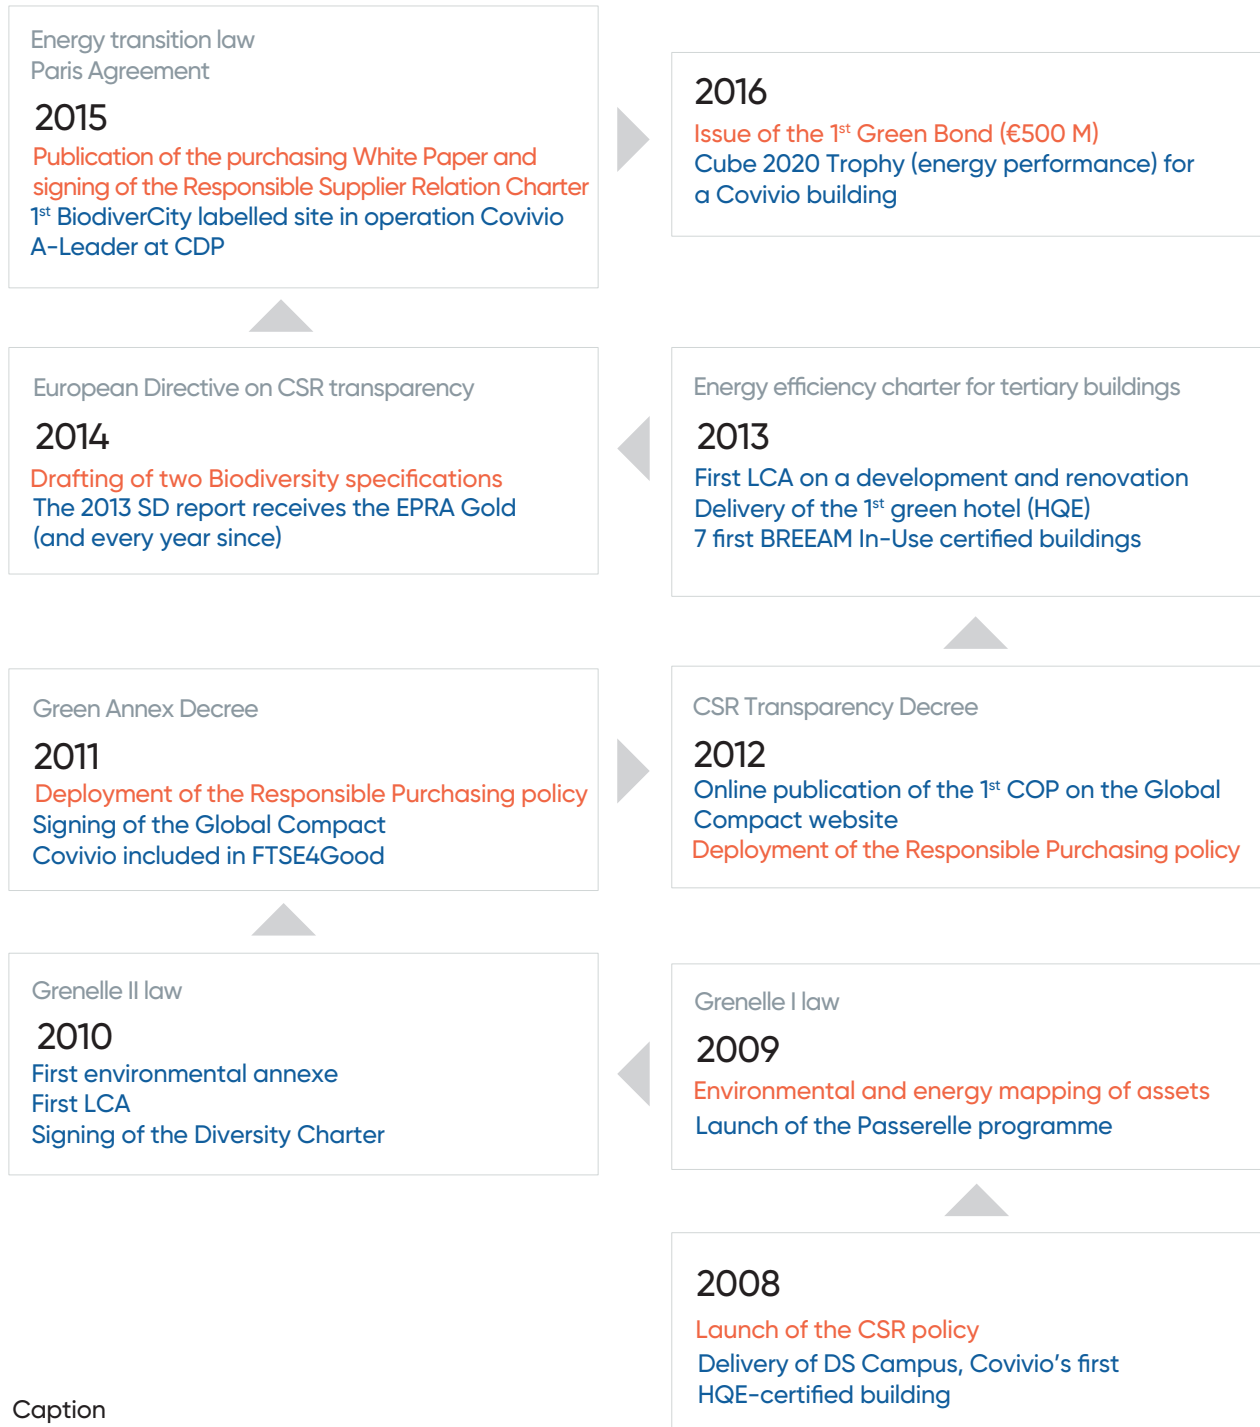 Energy transition law
Paris Agreement
2015
Publication of the purchasing White Paper and
signing of the Responsible Supplier Relation Charter
1st BiodiverCity labelled site in operation Covivio
A-Leader at CDP
2016
Issue of the 1st Green Bond (€500 M)
Cube 2020 Trophy (energy performance) for
a Covivio building
European Directive on CSR transparency
2014
Drafting of two Biodiversity specifications
The 2013 SD report receives the EPRA Gold
(and every year since)
Energy efficiency charter for tertiary buildings
2013
First LCA on a development and renovation
Delivery of the 1st green hotel (HQE)
7 first BREEAM In-Use certified buildings
Green Annex Decree
2011
Deployment of the Responsible Purchasing policy
Signing of the Global Compact
Covivio included in FTSE4Good
CSR Transparency Decree
2012
Online publication of the 1st COP on the Global
Compact website
Deployment of the Responsible Purchasing policy
Grenelle II law
2010
First environmental annexe
First LCA
Signing of the Diversity Charter
Grenelle I law
2009
Environmental and energy mapping of assets
Launch of the Passerelle programme
2008
Launch of the CSR policy
Delivery of DS Campus, Covivio's first
HQE-certified building
Caption